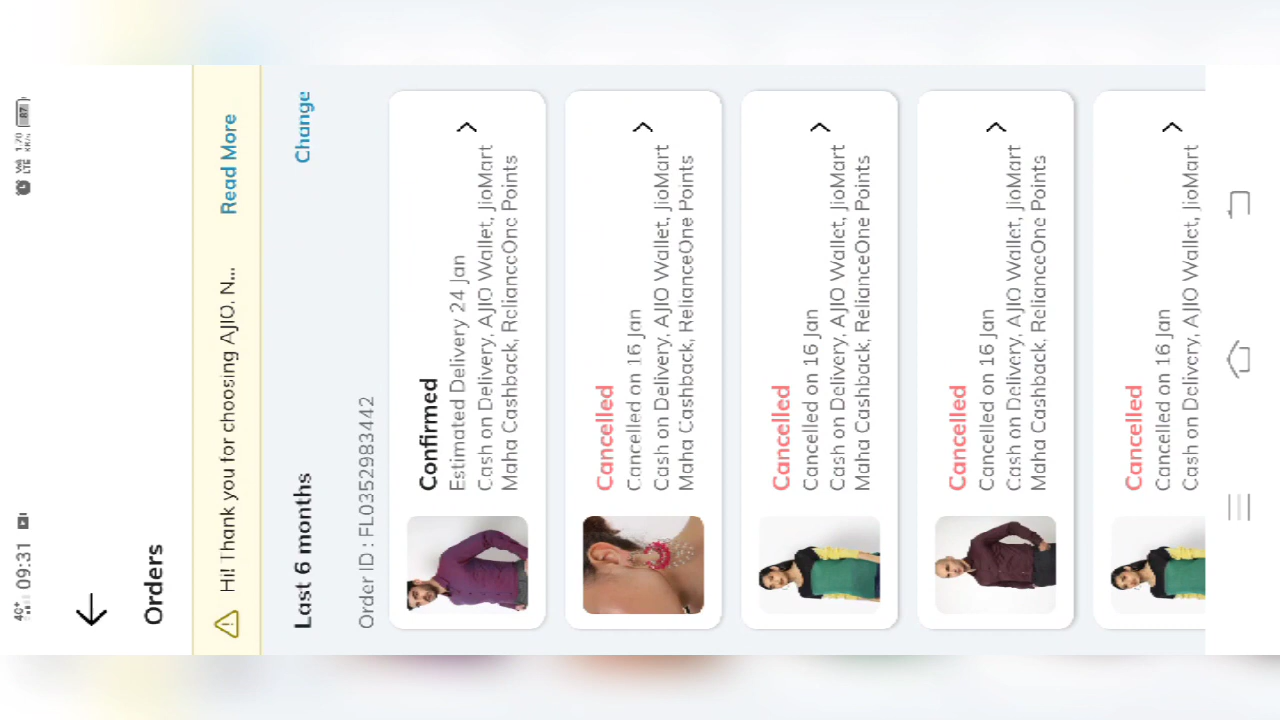 4G+ 09:31
87
Orders
Hi! Thank you for choosing AJIO. N... Read More
Last 6 months Change
Order ID : FL0352983442
Confirmed
Estimated Delivery 24 Jan
Cash on Delivery, AJIO Wallet, JioMart
Maha Cashback, RelianceOne Points
Cancelled
Cancelled on 16 Jan
Cash on Delivery, AJIO Wallet, JioMart
Maha Cashback, RelianceOne Points
Cancelled
Cancelled on 16 Jan
Cash on Delivery, AJIO Wallet, JioMart
Maha Cashback, RelianceOne Points
Cancelled
Cancelled on 16 Jan
Cash on Delivery, AJIO Wallet, JioMart
Maha Cashback, RelianceOne Points
Cancelled
Cancelled on 16 Jan
Cash on Delivery, AJIO Wallet, JioMart